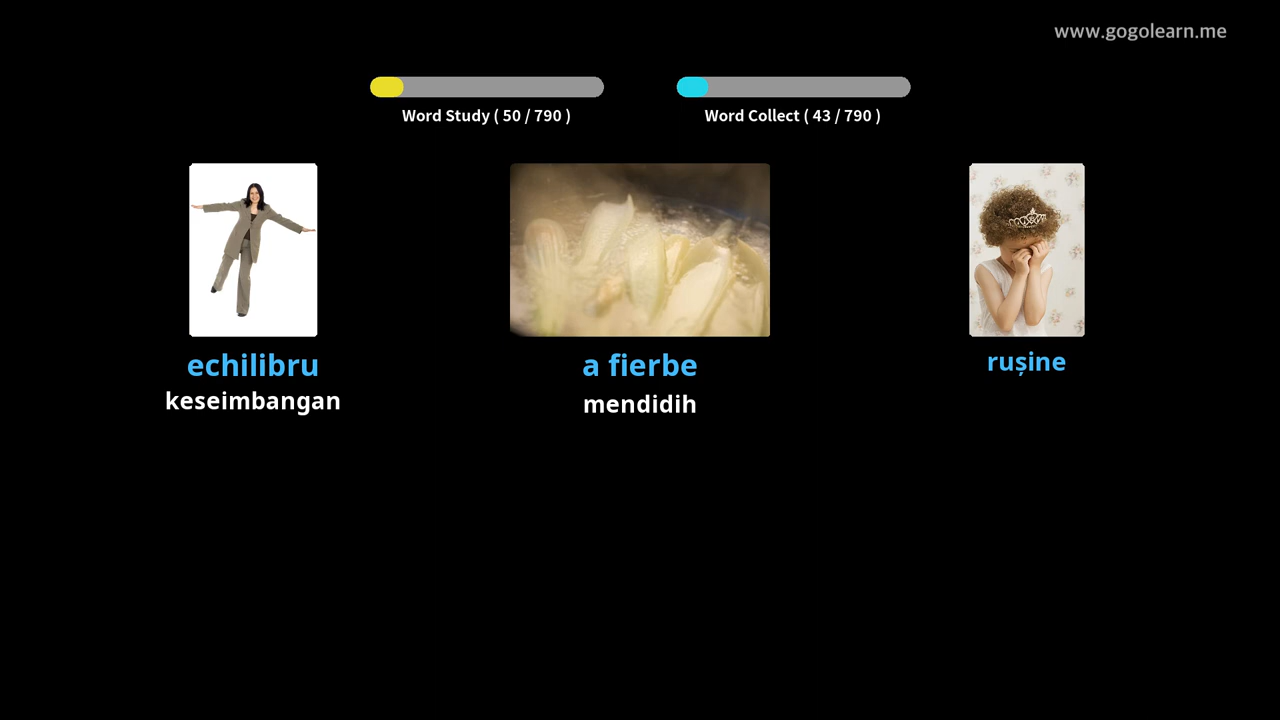 www.gogolearn.me
Word Study ( 50 / 790 )
Word Collect ( 43 / 790 )
echilibru
keseimbangan
a fierbe
mendidih
rușine